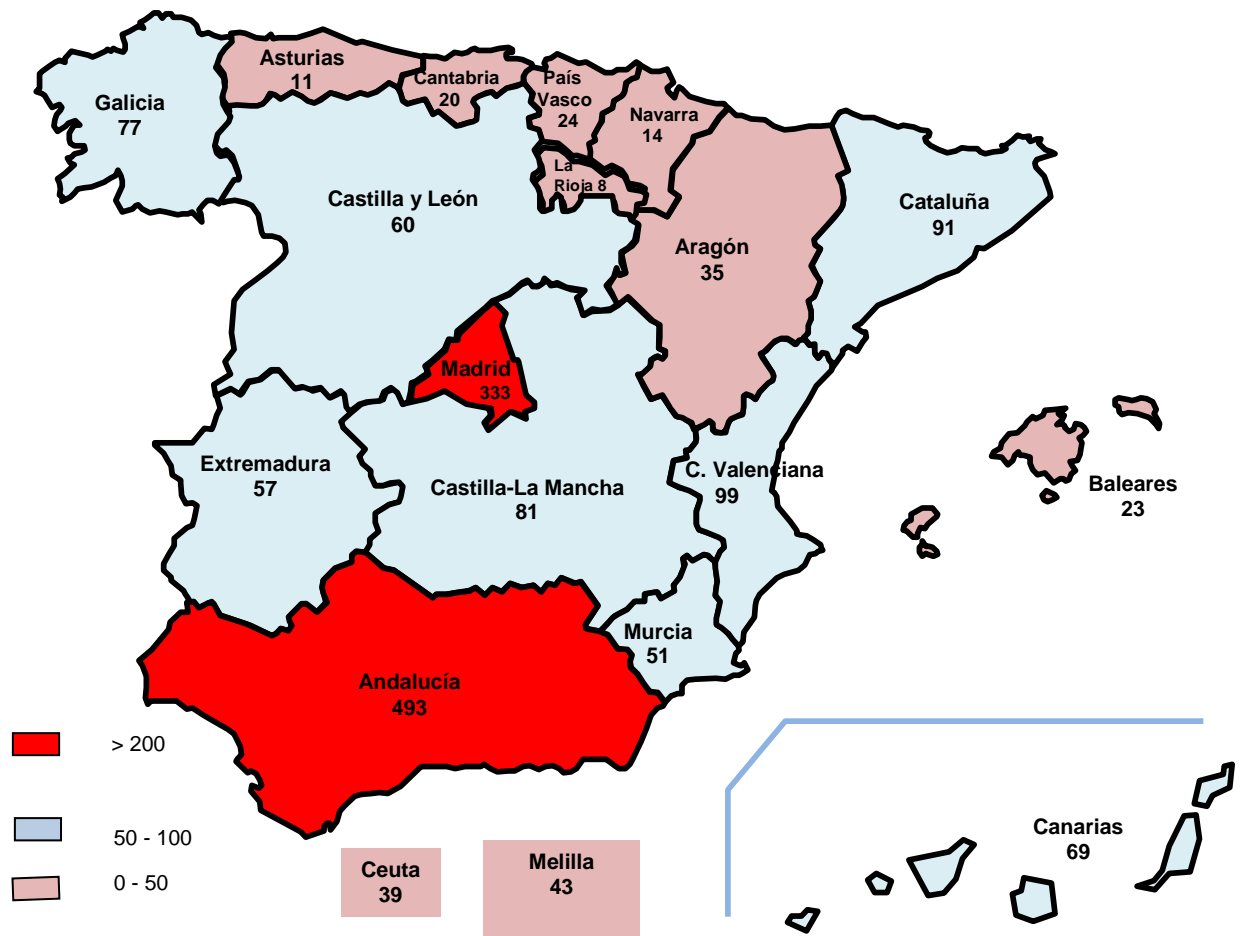 Asturias
11
Cantabria
20
País
Vasco
24
Navarra
14
Galicia
77
La
Rioja 8
Castilla y León
60
Cataluña
91
Aragón
35
Madrid
333
Extremadura
57
Castilla-La Mancha
81
C. Valenciana
99
Baleares
23
Murcia
51
Andalucía
493
> 200
50 - 100
0 - 50
Ceuta
39
Melilla
43
Canarias
69